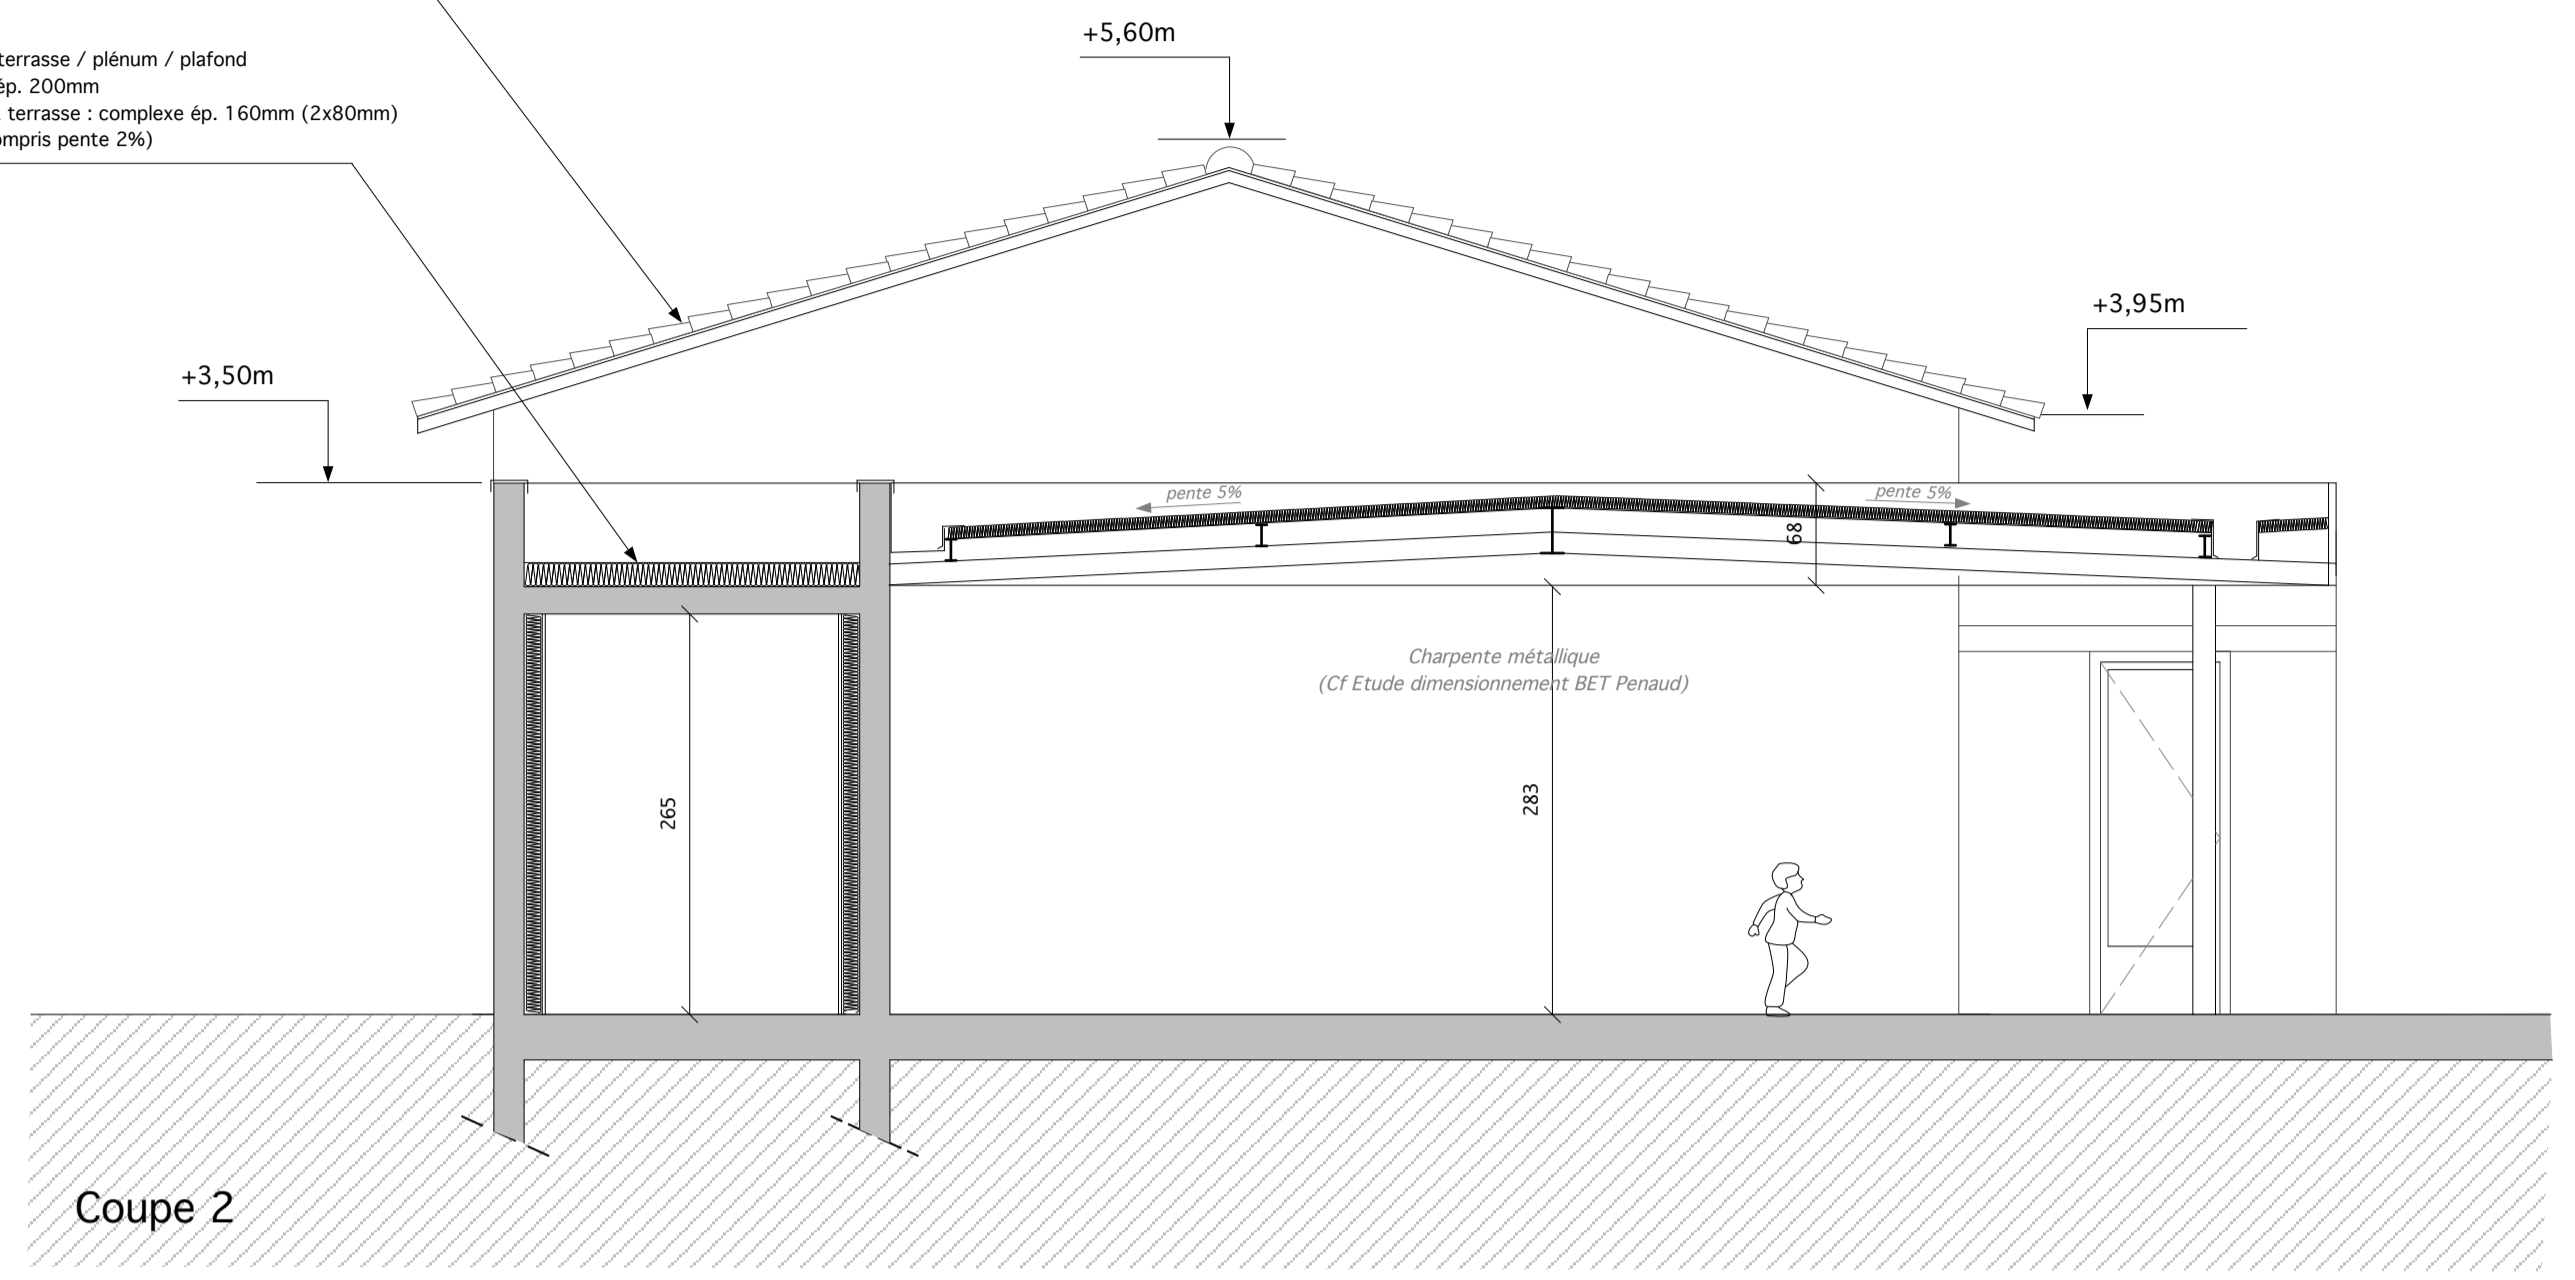 terrasse / plénum / plafond
ép. 200mm
terrasse : complexe ép. 160mm (2x80mm)
ompris pente 2%)
+5,60m
+3,95m
+3,50m
pente 5%
pente 5%
68
Charpente métallique
(Cf Etude dimensionnement BET Penaud)
265
283
Coupe 2